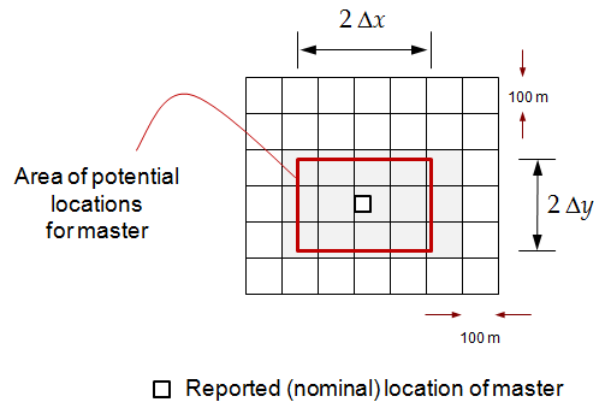 2 Δx
100 m
Area of potential
locations
for master
2 Δy
100 m
Reported (nominal) location of master